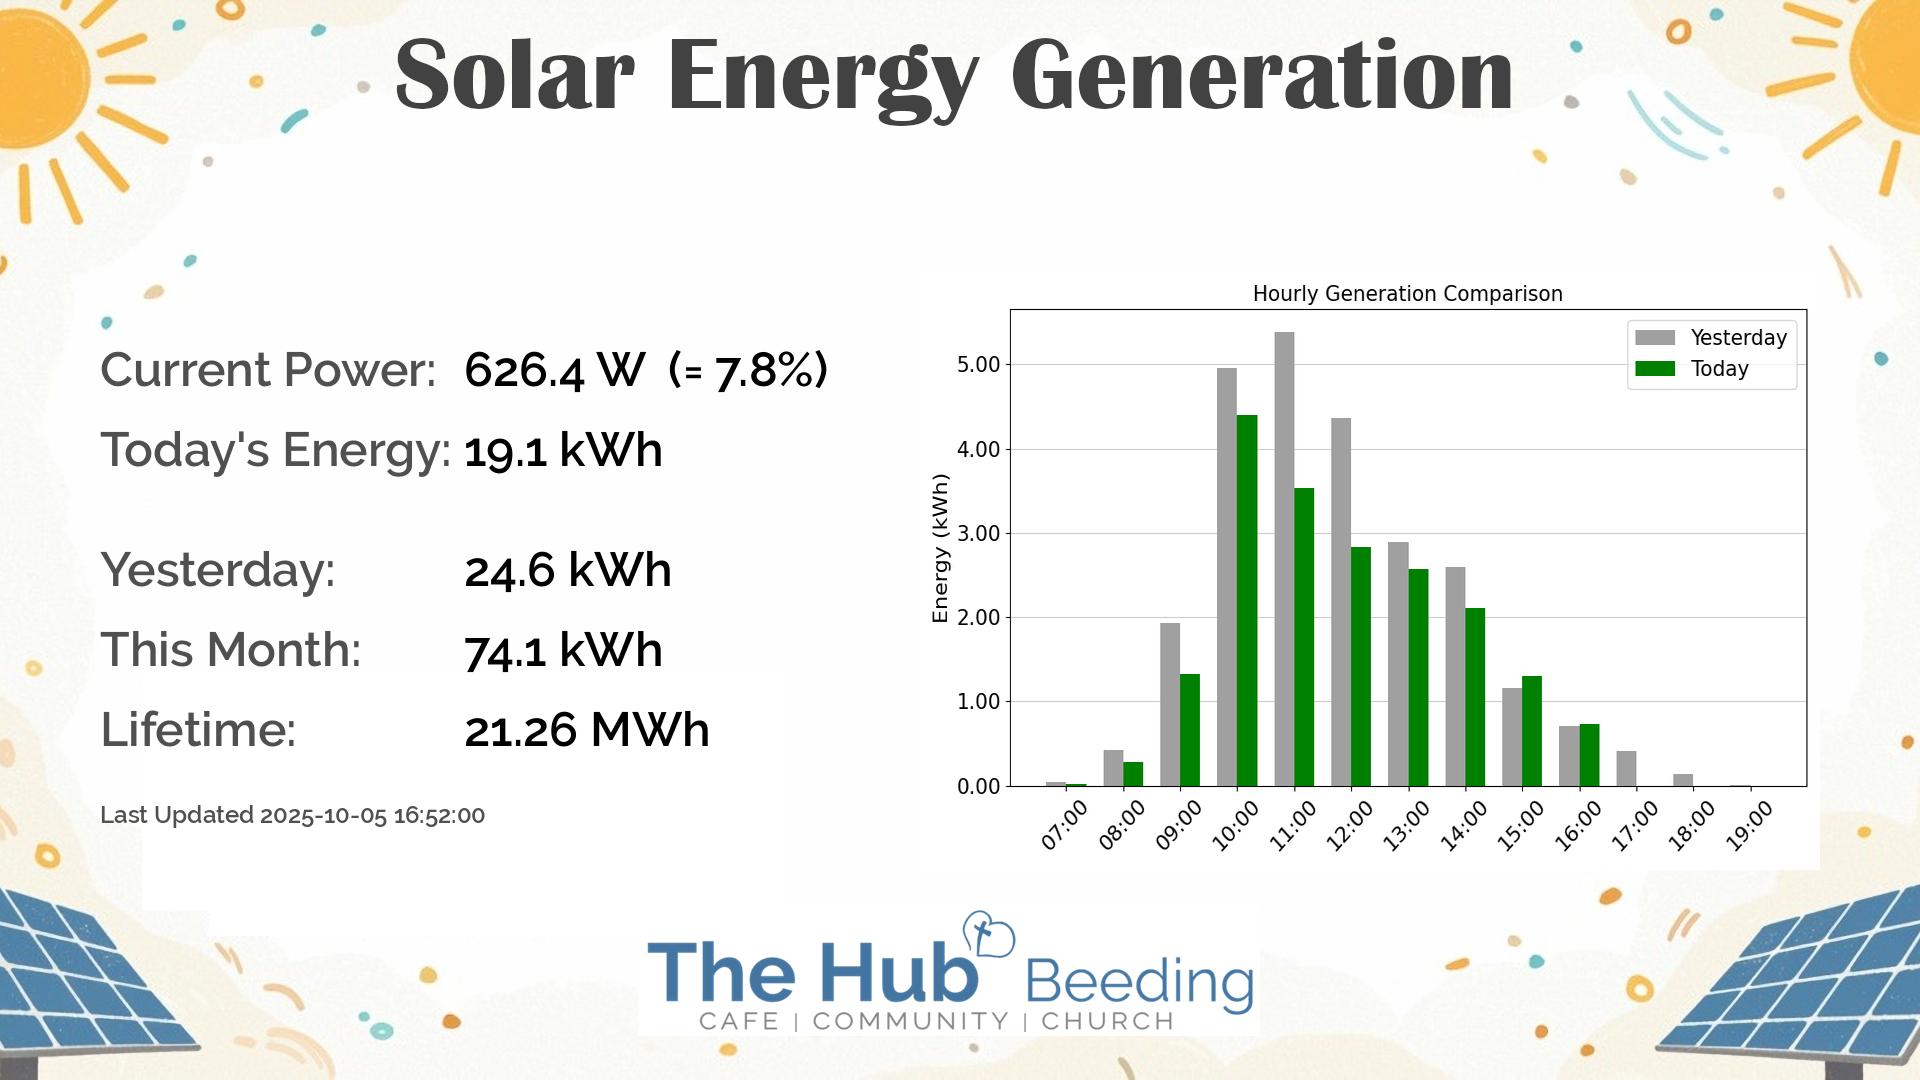 Solar Energy Generation
Current Power: 626.4 W (= 7.8%)
Today's Energy: 19.1 kWh
Yesterday: 24.6 kWh
This Month: 74.1 kWh
Lifetime: 21.26 MWh
Last Updated 2025-10-05 16:52:00
Hourly Generation Comparison
Yesterday
Today
Energy (kWh)
5.00
4.00
3.00
2.00
1.00
0.00
07:00 08:00 09:00 10:00 11:00 12:00 13:00 14:00 15:00 16:00 17:00 18:00 19:00
The Hub Beeding
CAFE | COMMUNITY | CHURCH